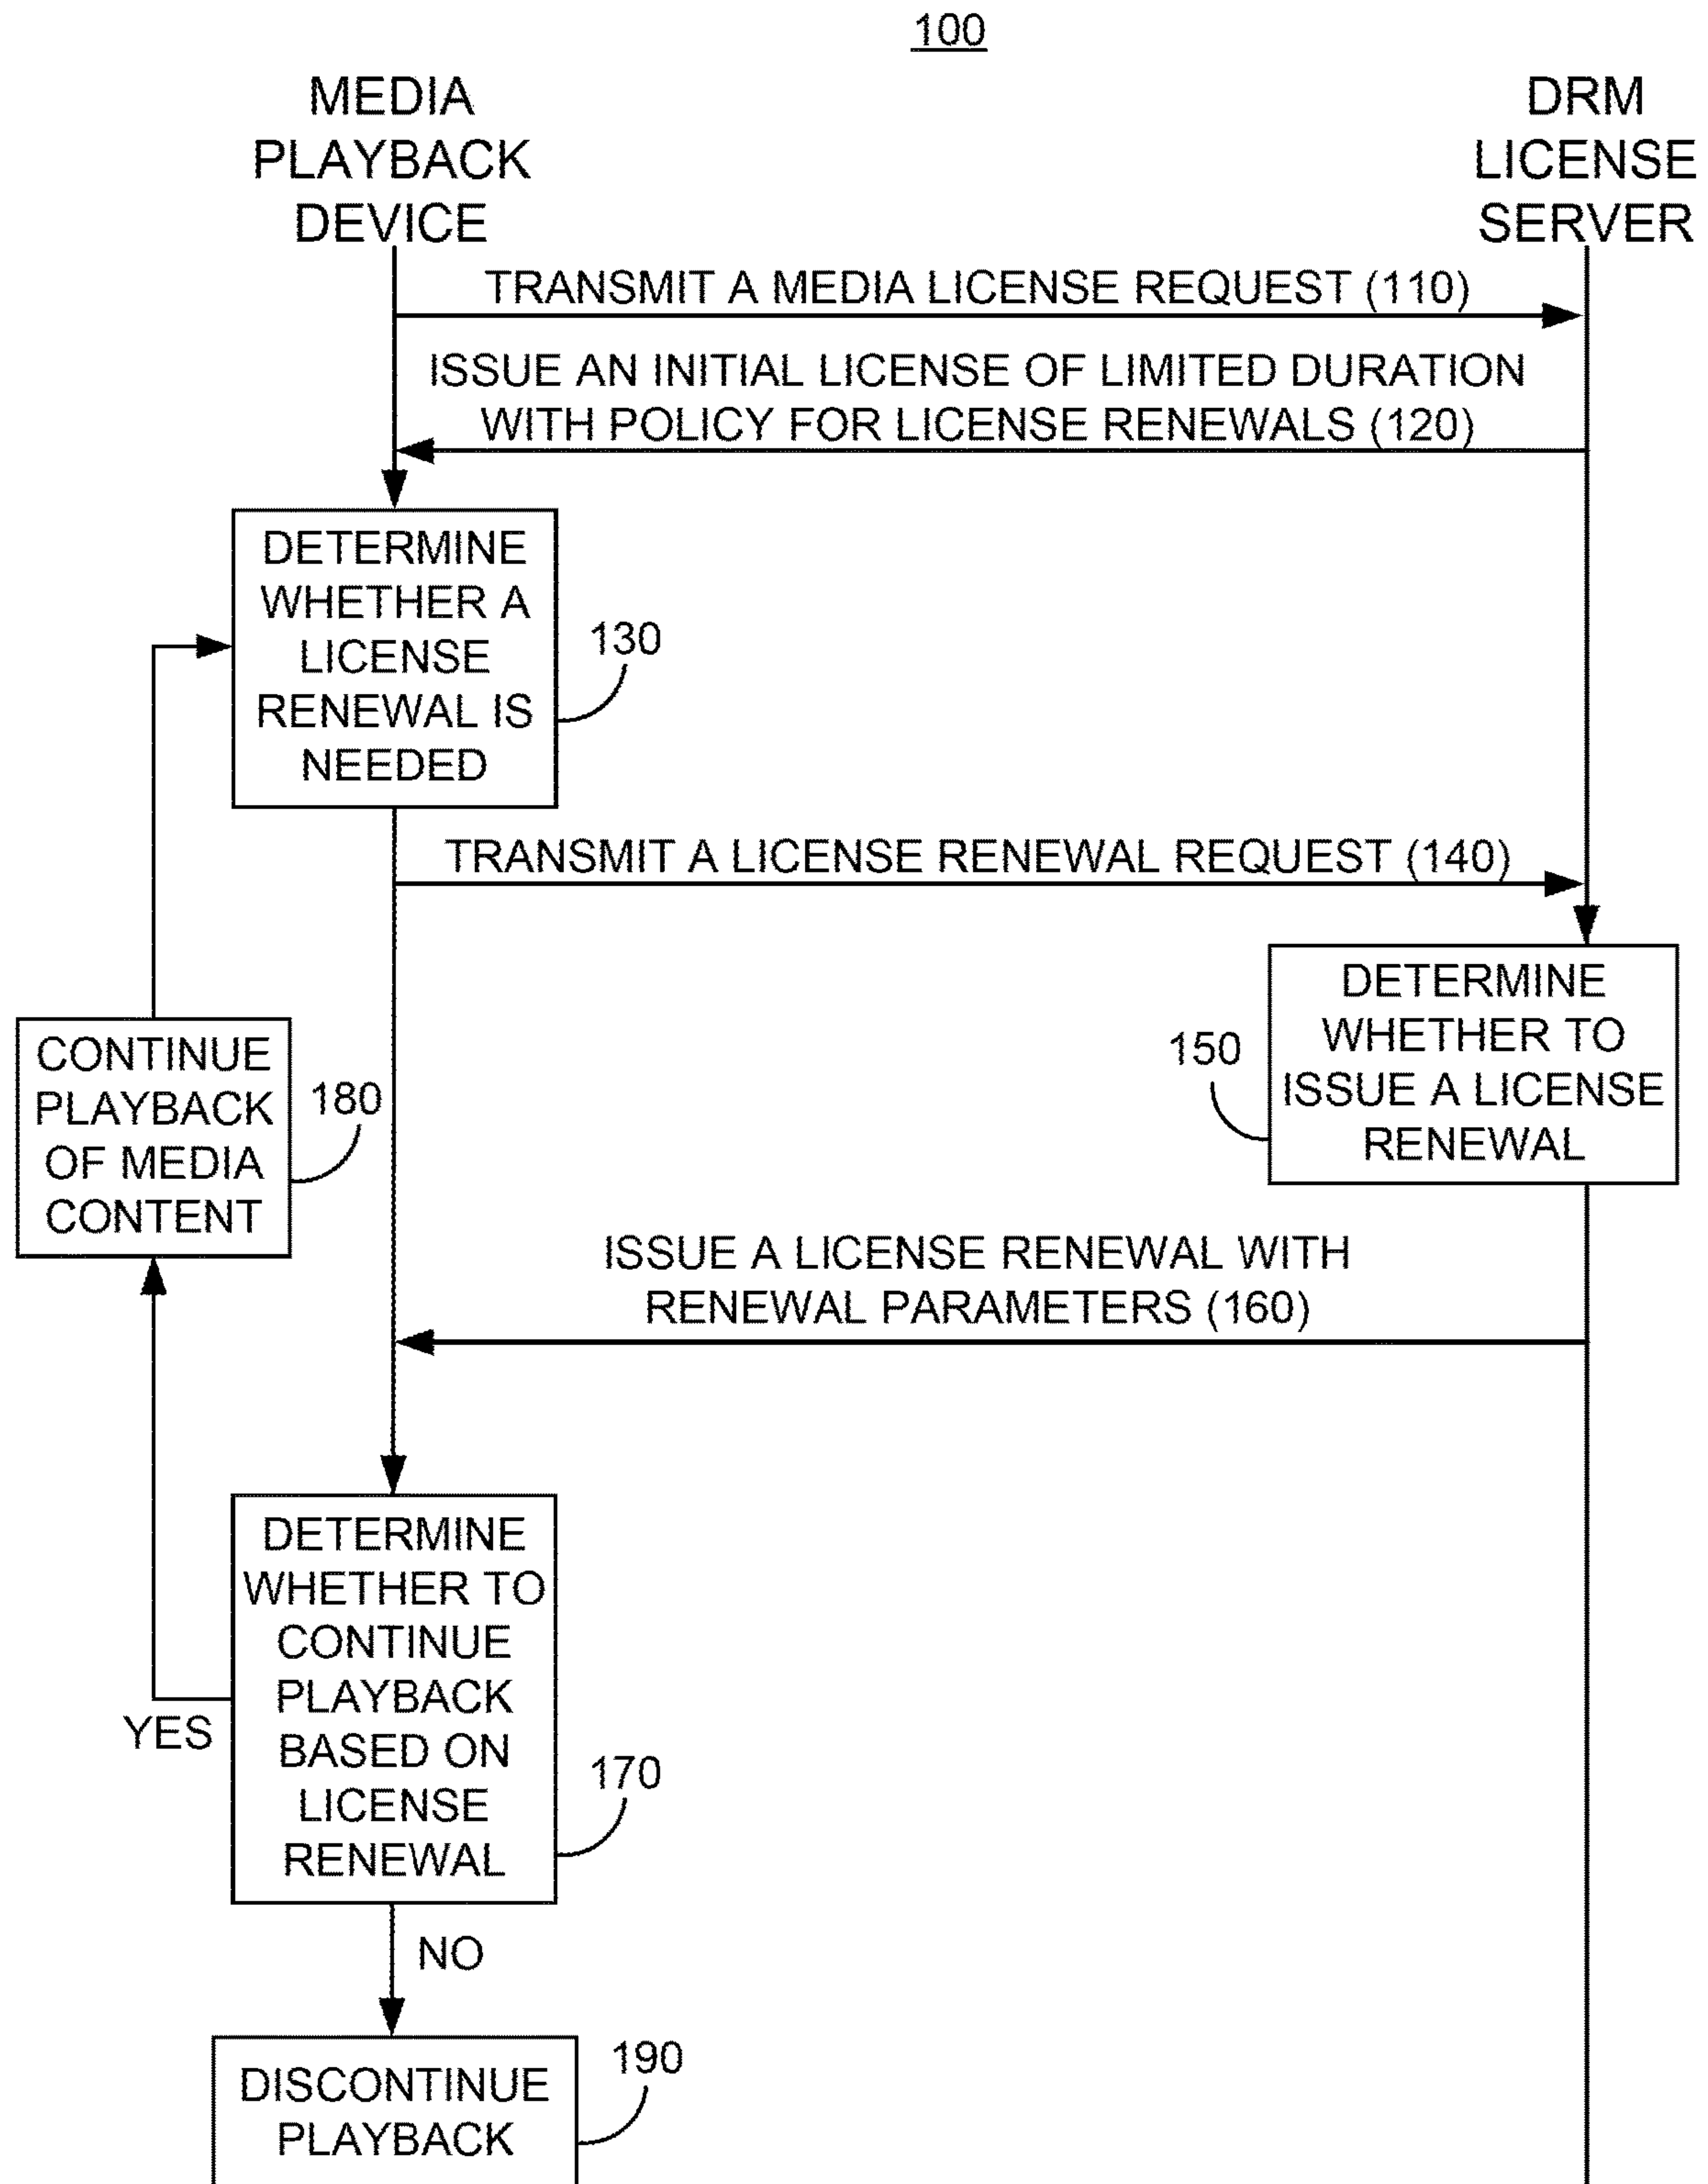 100
MEDIA
PLAYBACK
DEVICE
DRM
LICENSE
SERVER
TRANSMIT A MEDIA LICENSE REQUEST (110)
ISSUE AN INITIAL LICENSE OF LIMITED DURATION
WITH POLICY FOR LICENSE RENEWALS (120)
DETERMINE
WHETHER A
LICENSE
RENEWAL IS
NEEDED
130
TRANSMIT A LICENSE RENEWAL REQUEST (140)
DETERMINE
WHETHER TO
ISSUE A LICENSE
RENEWAL
150
CONTINUE
PLAYBACK
OF MEDIA
CONTENT
180
ISSUE A LICENSE RENEWAL WITH
RENEWAL PARAMETERS (160)
DETERMINE
WHETHER TO
CONTINUE
PLAYBACK
BASED ON
LICENSE
RENEWAL
YES
170
NO
DISCONTINUE
PLAYBACK
190